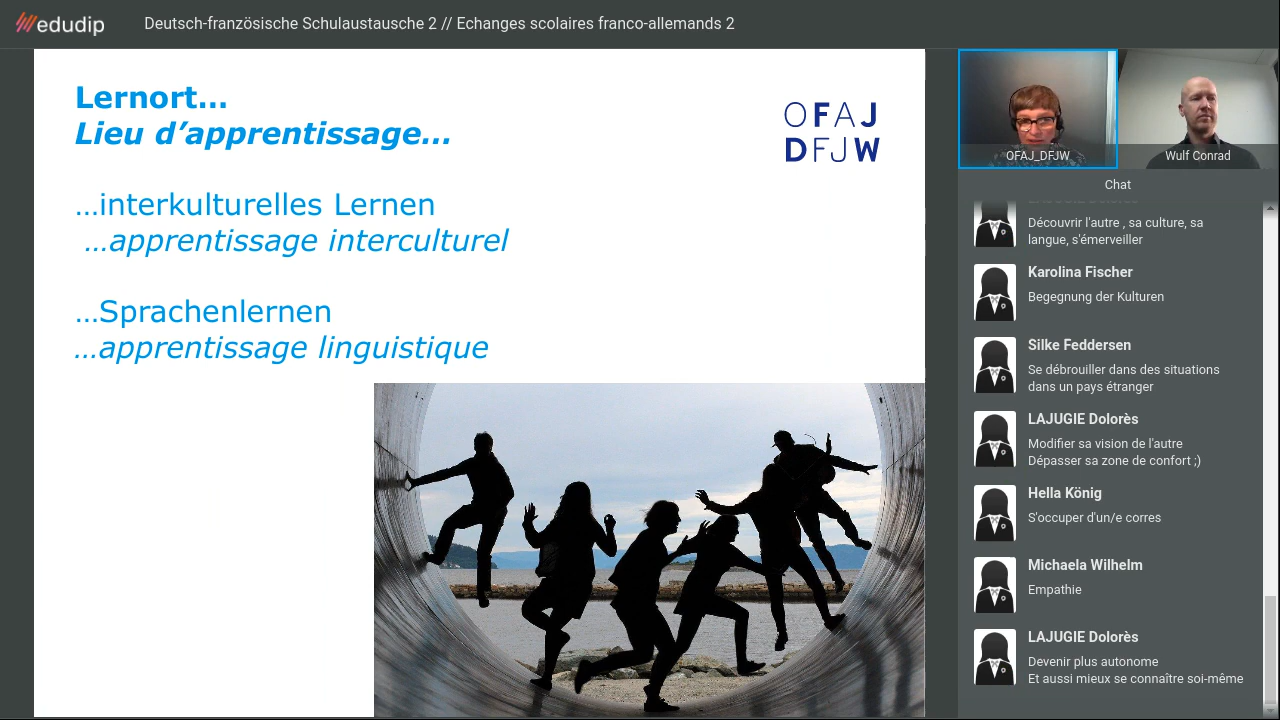 edudip
Deutsch-französische Schulaustausche 2 // Echanges scolaires franco-allemands 2
Lernort...
Lieu d’apprentissage...
...interkulturelles Lernen
...apprentissage interculturel
...Sprachenlernen
...apprentissage linguistique
OFAJ
DFJW
OFAJ_DFJW
Wulf Conrad
Chat
Découvrir l'autre , sa culture, sa
langue, s'émerveiller
Karolina Fischer
Begegnung der Kulturen
Silke Feddersen
Se débrouiller dans des situations
dans un pays étranger
LAJUGIE Dolorès
Modifier sa vision de l'autre
Dépasser sa zone de confort ;)
Hella König
S'occuper d'un/e corres
Michaela Wilhelm
Empathie
LAJUGIE Dolorès
Devenir plus autonome
Et aussi mieux se connaître soi-même